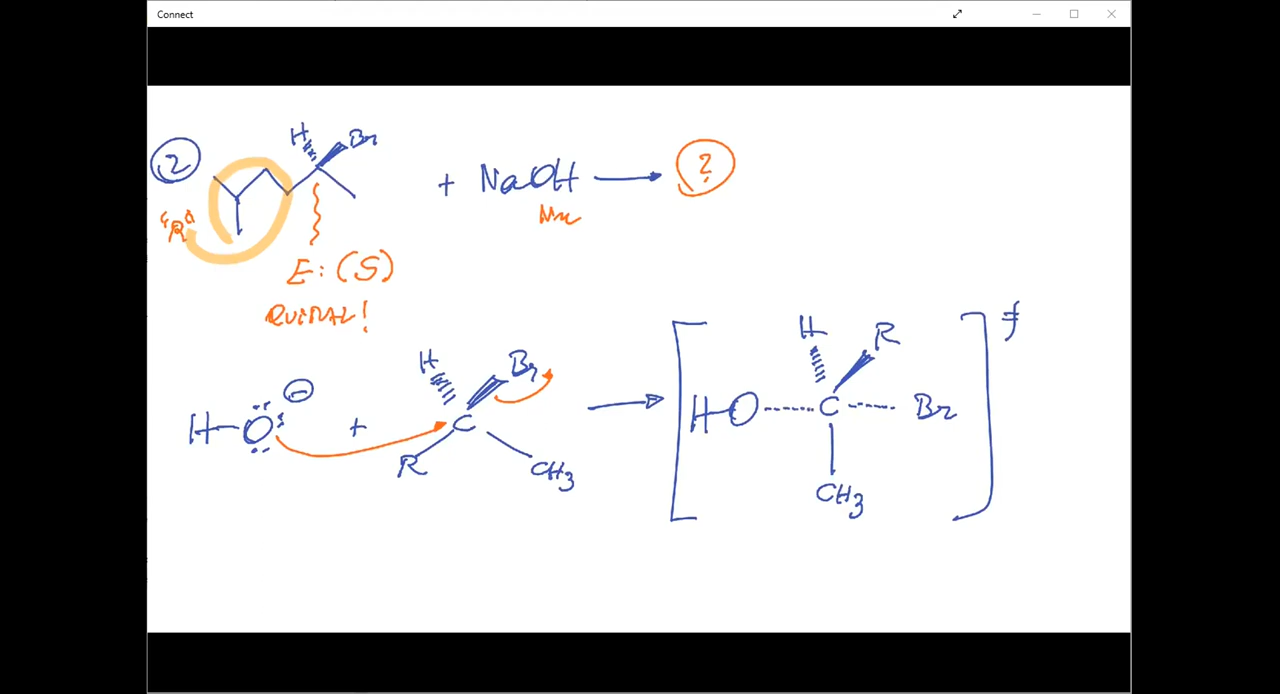 Connect
2
H
Br
+ NaOH
?
"R"
Nu
E: (S)
QUIRAL!
H
Br
H-O
−
+
C
R
CH3
H
R
HO
C
Br
CH3
‡